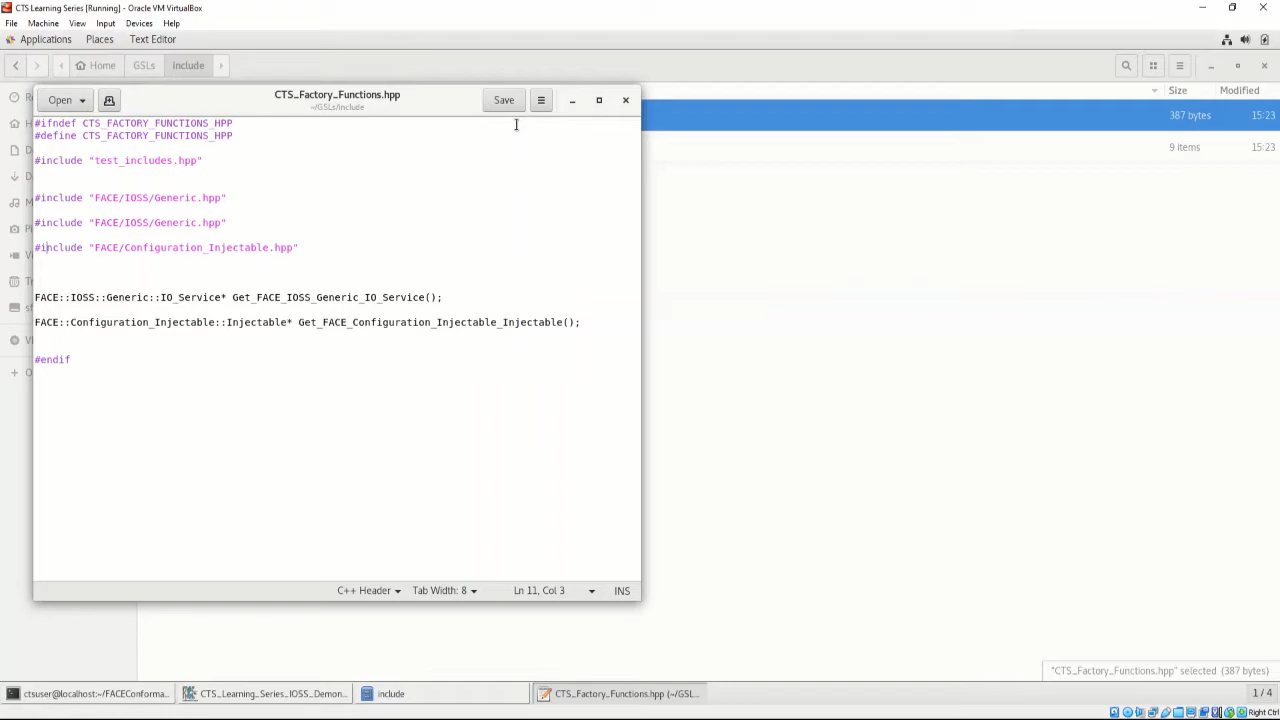 CTS Learning Series [Running] - Oracle VM VirtualBox
File Machine View Input Devices Help
Applications Places Text Editor
Home GSLs Include
Open CTS_Factory_Functions.hpp Save
~/GSLs/include
Size Modified
#ifndef CTS_FACTORY_FUNCTIONS_HPP
387 bytes 15:23
#define CTS_FACTORY_FUNCTIONS_HPP
9 items 15:23
#include "test_includes.hpp"
#include "FACE/IOSS/Generic.hpp"
#include "FACE/IOSS/Generic.hpp"
#include "FACE/Configuration_Injectable.hpp"
FACE::IOSS::Generic::IO_Service* Get_FACE_IOSS_Generic_IO_Service();
FACE::Configuration_Injectable::Injectable* Get_FACE_Configuration_Injectable_Injectable();
#endif
C++ Header Tab Width: 8 Ln 11, Col 3 INS
"CTS_Factory_Functions.hpp" selected (387 bytes)
ctsuser@localhost:~/FACEConforma... CTS_Learning_Series_IOSS_Demon... include CTS_Factory_Functions.hpp (~/GSL... 1 / 4
Right Ctrl